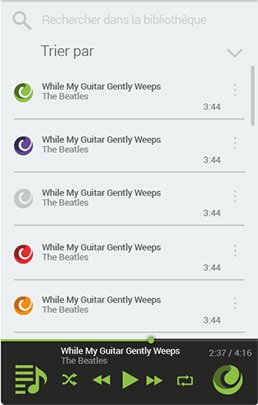 Rechercher dans la bibliothèque
Trier par
While My Guitar Gently Weeps
The Beatles
3:44
While My Guitar Gently Weeps
The Beatles
3:44
While My Guitar Gently Weeps
The Beatles
3:44
While My Guitar Gently Weeps
The Beatles
3:44
While My Guitar Gently Weeps
The Beatles
3:44
While My Guitar Gently Weeps 2:37 / 4:16
The Beatles